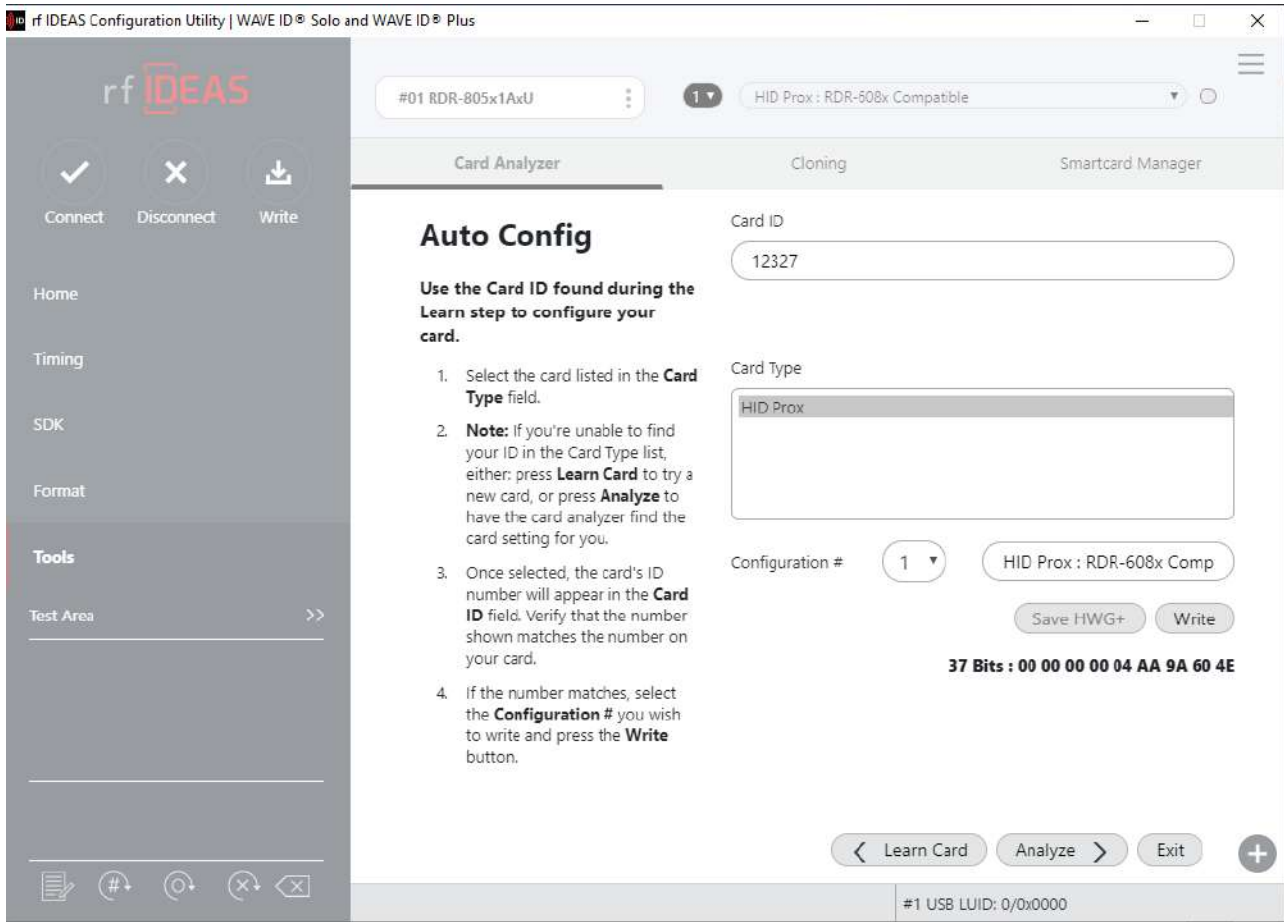 rf IDEAS Configuration Utility | WAVE ID® Solo and WAVE ID® Plus
rf IDEAS
#01 RDR-805x1AxU
1
HID Prox : RDR-608x Compatible
Connect Disconnect Write
Card Analyzer Cloning Smartcard Manager
Home
Timing
SDK
Format
Tools
Test Area >>
Auto Config
Use the Card ID found during the
Learn step to configure your
card.
1. Select the card listed in the Card
Type field.
2. Note: If you're unable to find
your ID in the Card Type list,
either: press Learn Card to try a
new card, or press Analyze to
have the card analyzer find the
card setting for you.
3. Once selected, the card's ID
number will appear in the Card
ID field. Verify that the number
shown matches the number on
your card.
4. If the number matches, select
the Configuration # you wish
to write and press the Write
button.
Card ID
12327
Card Type
HID Prox
Configuration # 1 HID Prox : RDR-608x Comp
Save HWG+ Write
37 Bits : 00 00 00 00 04 AA 9A 60 4E
Learn Card Analyze Exit
#1 USB LUID: 0/0x0000